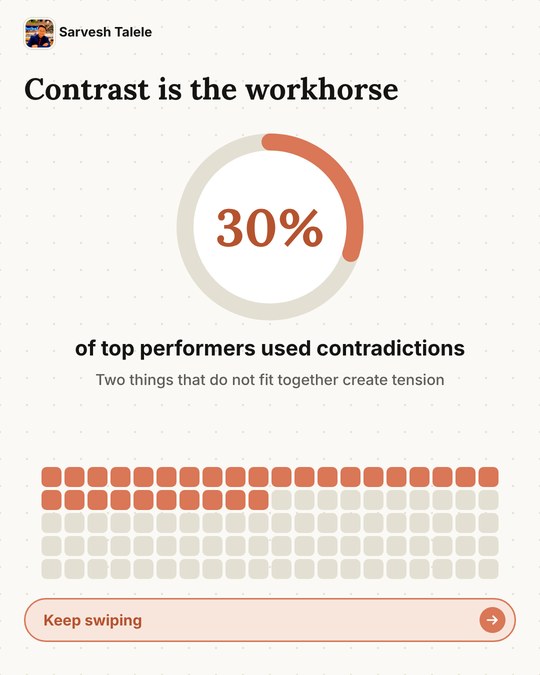 Sarvesh Talele
Contrast is the workhorse
30%
of top performers used contradictions
Two things that do not fit together create tension
Keep swiping